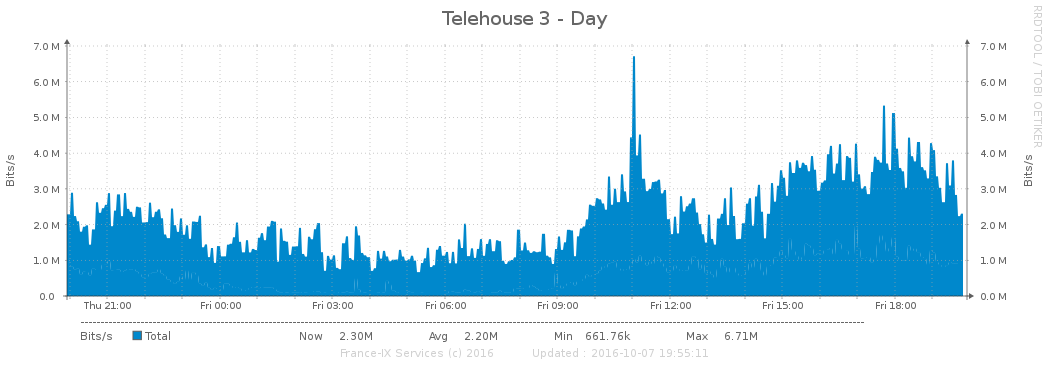 Telehouse 3 - Day
RRDTOOL / TOBI OETIKER
Bits/s
7.0 M 7.0 M
6.0 M 6.0 M
5.0 M 5.0 M
4.0 M 4.0 M
3.0 M 3.0 M
2.0 M 2.0 M
1.0 M 1.0 M
0.0 0.0 M
Bits/s
Thu 21:00 Fri 00:00 Fri 03:00 Fri 06:00 Fri 09:00 Fri 12:00 Fri 15:00 Fri 18:00
Bits/s Total Now 2.30M Avg 2.20M Min 661.76k Max 6.71M
France-IX Services (c) 2016 Updated : 2016-10-07 19:55:11